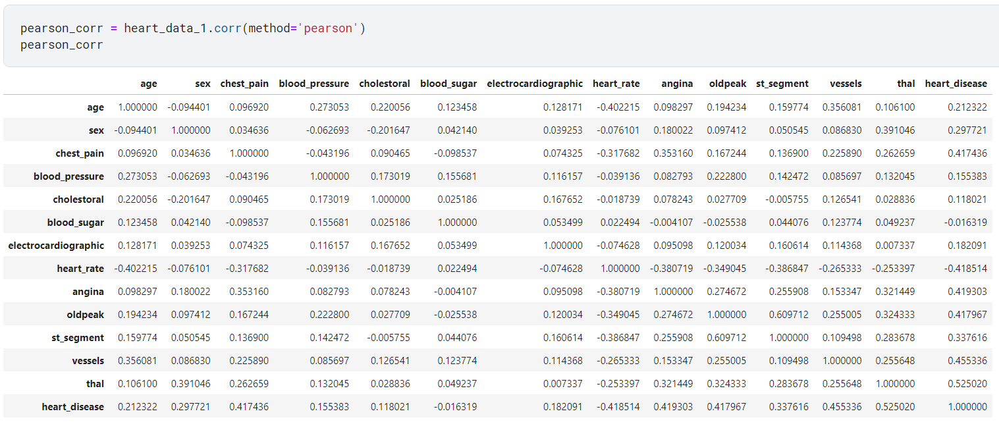 pearson_corr = heart_data_1.corr(method='pearson')
pearson_corr
age sex chest_pain blood_pressure cholestoral blood_sugar electrocardiographic heart_rate angina oldpeak st_segment vessels thal heart_disease
age 1.000000 -0.094401 0.096920 0.273053 0.220056 0.123458 0.128171 -0.402215 0.098297 0.194234 0.159774 0.356081 0.106100 0.212322
sex -0.094401 1.000000 0.034636 -0.062693 -0.201647 0.042140 0.039253 -0.076101 0.180022 0.097412 0.050545 0.086830 0.391046 0.297721
chest_pain 0.096920 0.034636 1.000000 -0.043196 0.090465 -0.098537 0.074325 -0.317682 0.353160 0.167244 0.136900 0.225890 0.262659 0.417436
blood_pressure 0.273053 -0.062693 -0.043196 1.000000 0.173019 0.155681 0.116157 -0.039136 0.082793 0.222800 0.142472 0.085697 0.132045 0.155383
cholestoral 0.220056 -0.201647 0.090465 0.173019 1.000000 0.025186 0.167652 -0.018739 0.078243 0.027709 -0.005755 0.126541 0.028836 0.118021
blood_sugar 0.123458 0.042140 -0.098537 0.155681 0.025186 1.000000 0.053499 0.022494 -0.004107 -0.025538 0.044076 0.123774 0.049237 -0.016319
electrocardiographic 0.128171 0.039253 0.074325 0.116157 0.167652 0.053499 1.000000 -0.074628 0.095098 0.120034 0.160614 0.114368 0.007337 0.182091
heart_rate -0.402215 -0.076101 -0.317682 -0.039136 -0.018739 0.022494 -0.074628 1.000000 -0.380719 -0.349045 -0.386847 -0.265333 -0.253397 -0.418514
angina 0.098297 0.180022 0.353160 0.082793 0.078243 -0.004107 0.095098 -0.380719 1.000000 0.274672 0.255908 0.153347 0.321449 0.419303
oldpeak 0.194234 0.097412 0.167244 0.222800 0.027709 -0.025538 0.120034 -0.349045 0.274672 1.000000 0.609712 0.255005 0.324333 0.417967
st_segment 0.159774 0.050545 0.136900 0.142472 -0.005755 0.044076 0.160614 -0.386847 0.255908 0.609712 1.000000 0.109498 0.283678 0.337616
vessels 0.356081 0.086830 0.225890 0.085697 0.126541 0.123774 0.114368 -0.265333 0.153347 0.255005 0.109498 1.000000 0.255648 0.455336
thal 0.106100 0.391046 0.262659 0.132045 0.028836 0.049237 0.007337 -0.253397 0.321449 0.324333 0.283678 0.255648 1.000000 0.525020
heart_disease 0.212322 0.297721 0.417436 0.155383 0.118021 -0.016319 0.182091 -0.418514 0.419303 0.417967 0.337616 0.455336 0.525020 1.000000